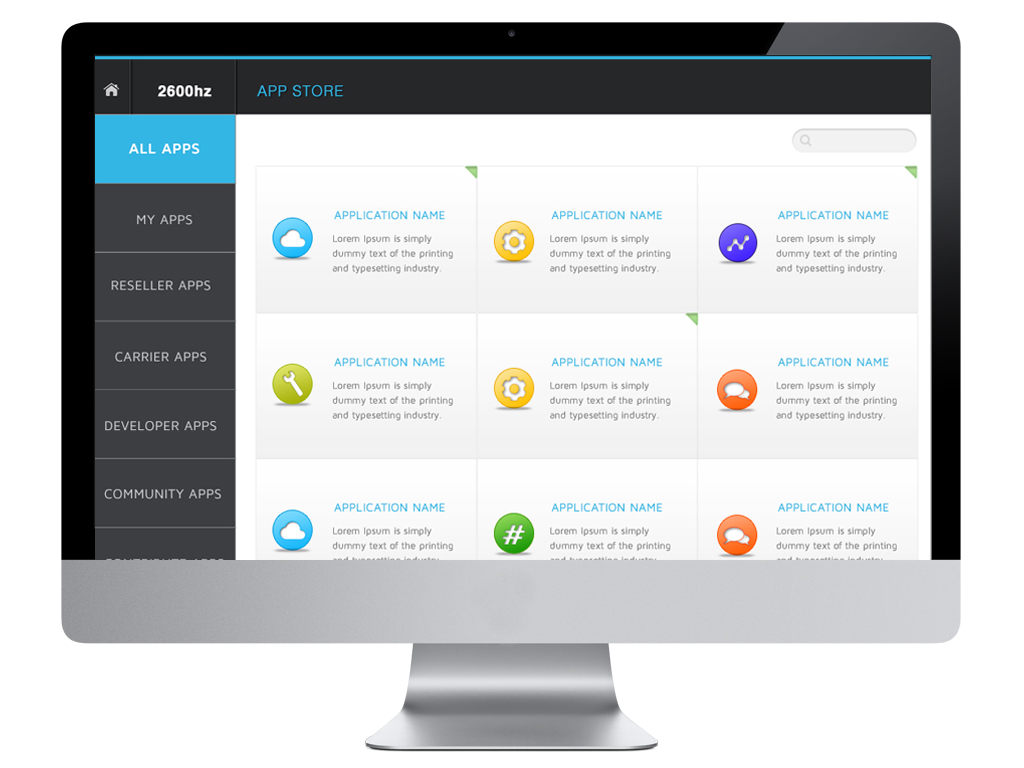 2600hz
APP STORE
ALL APPS
MY APPS
RESELLER APPS
CARRIER APPS
DEVELOPER APPS
COMMUNITY APPS
APPLICATION NAME
Lorem Ipsum is simply
dummy text of the printing
and typesetting industry.
APPLICATION NAME
Lorem Ipsum is simply
dummy text of the printing
and typesetting industry.
APPLICATION NAME
Lorem Ipsum is simply
dummy text of the printing
and typesetting industry.
APPLICATION NAME
Lorem Ipsum is simply
dummy text of the printing
and typesetting industry.
APPLICATION NAME
Lorem Ipsum is simply
dummy text of the printing
and typesetting industry.
APPLICATION NAME
Lorem Ipsum is simply
dummy text of the printing
and typesetting industry.
APPLICATION NAME
Lorem Ipsum is simply
dummy text of the printing
APPLICATION NAME
#
Lorem Ipsum is simply
dummy text of the printing
APPLICATION NAME
Lorem Ipsum is simply
dummy text of the printing